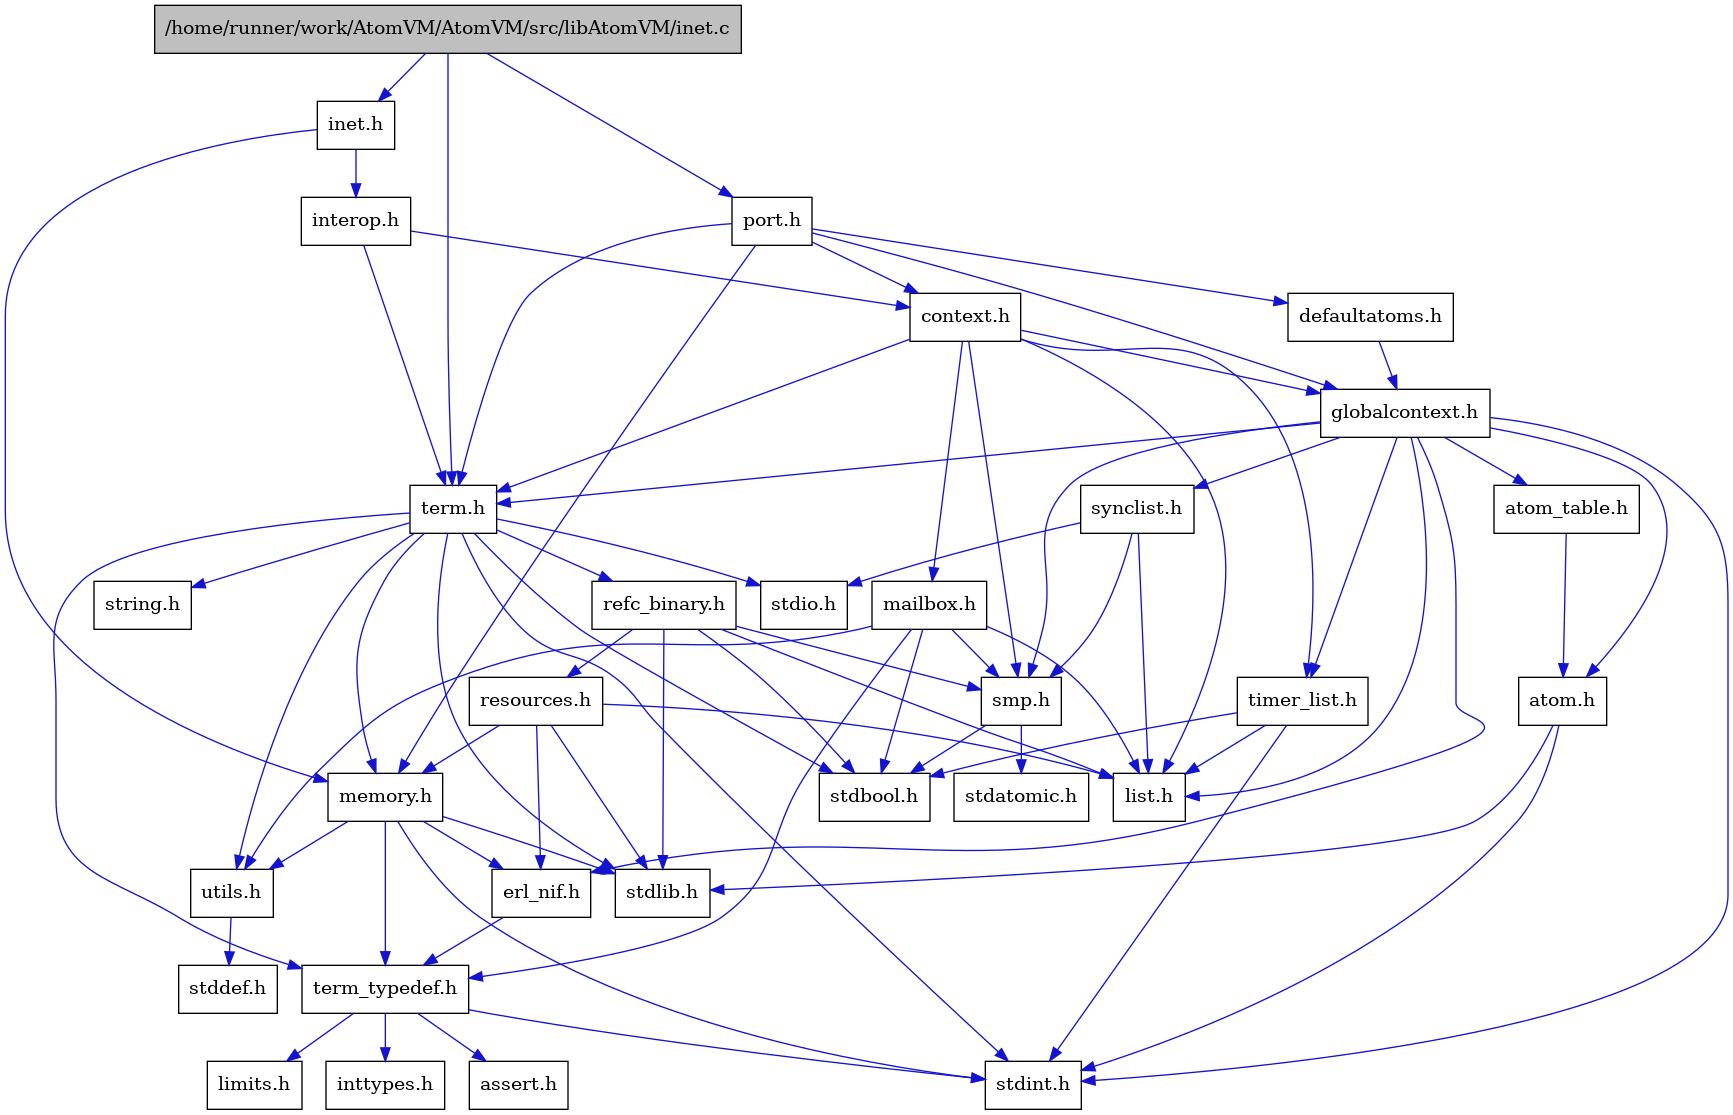 /home/runner/work/AtomVM/AtomVM/src/libAtomVM/inet.c
inet.h
interop.h
port.h
context.h
defaultatoms.h
globalcontext.h
term.h
synclist.h
atom_table.h
string.h
refc_binary.h
stdio.h
mailbox.h
resources.h
smp.h
timer_list.h
atom.h
memory.h
stdbool.h
stdatomic.h
list.h
utils.h
erl_nif.h
stdlib.h
stddef.h
term_typedef.h
limits.h
inttypes.h
assert.h
stdint.h